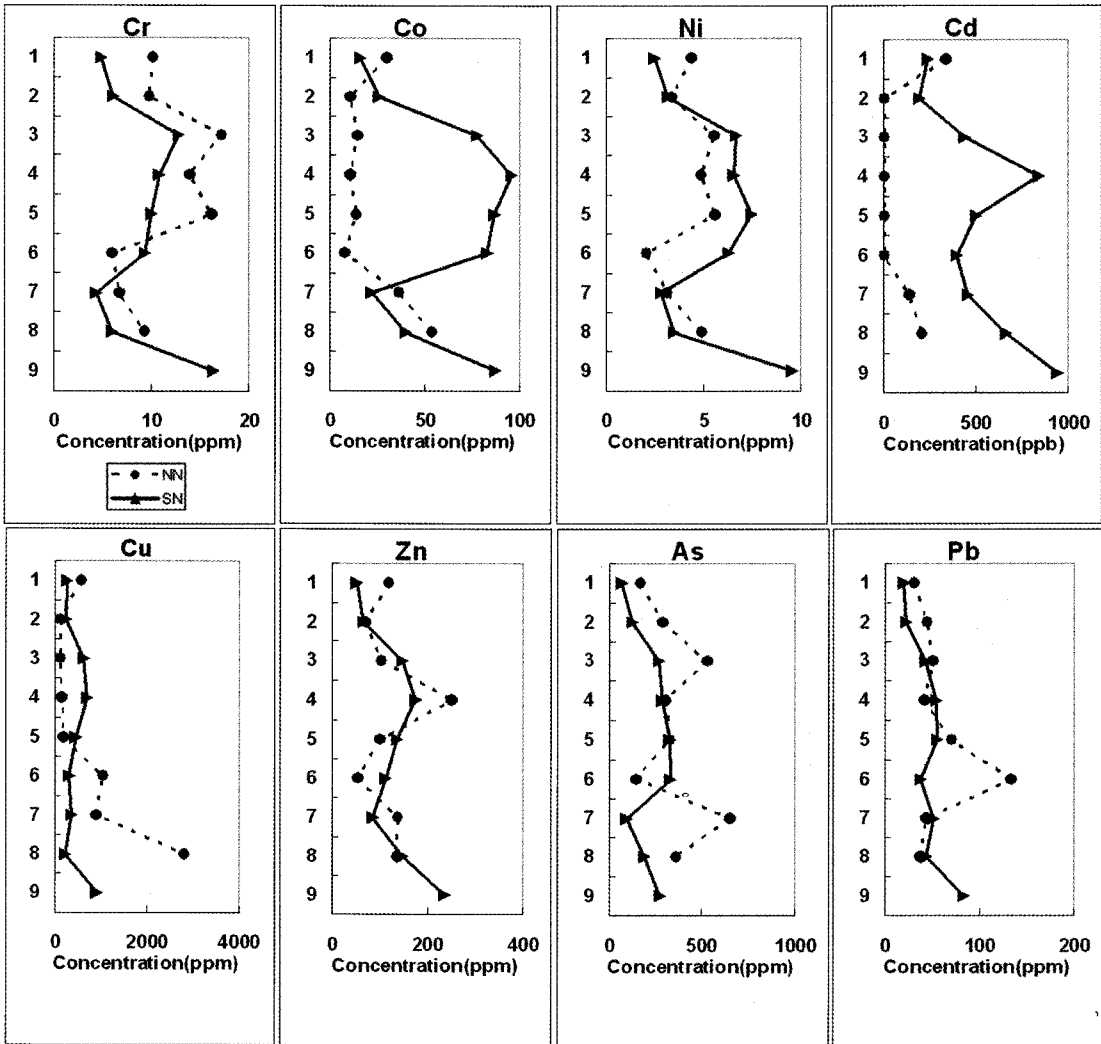 Cr
1
2
3
4
5
6
7
8
9
0 10 20
Concentration(ppm)
NN
SN
Co
1
2
3
4
5
6
7
8
9
0 50 100
Concentration(ppm)
Ni
1
2
3
4
5
6
7
8
9
0 5 10
Concentration(ppm)
Cd
1
2
3
4
5
6
7
8
9
0 500 1000
Concentration(ppb)
Cu
1
2
3
4
5
6
7
8
9
0 2000 4000
Concentration(ppm)
Zn
1
2
3
4
5
6
7
8
9
0 200 400
Concentration(ppm)
As
1
2
3
4
5
6
7
8
9
0 500 1000
Concentration(ppm)
Pb
1
2
3
4
5
6
7
8
9
0 100 200
Concentration(ppm)